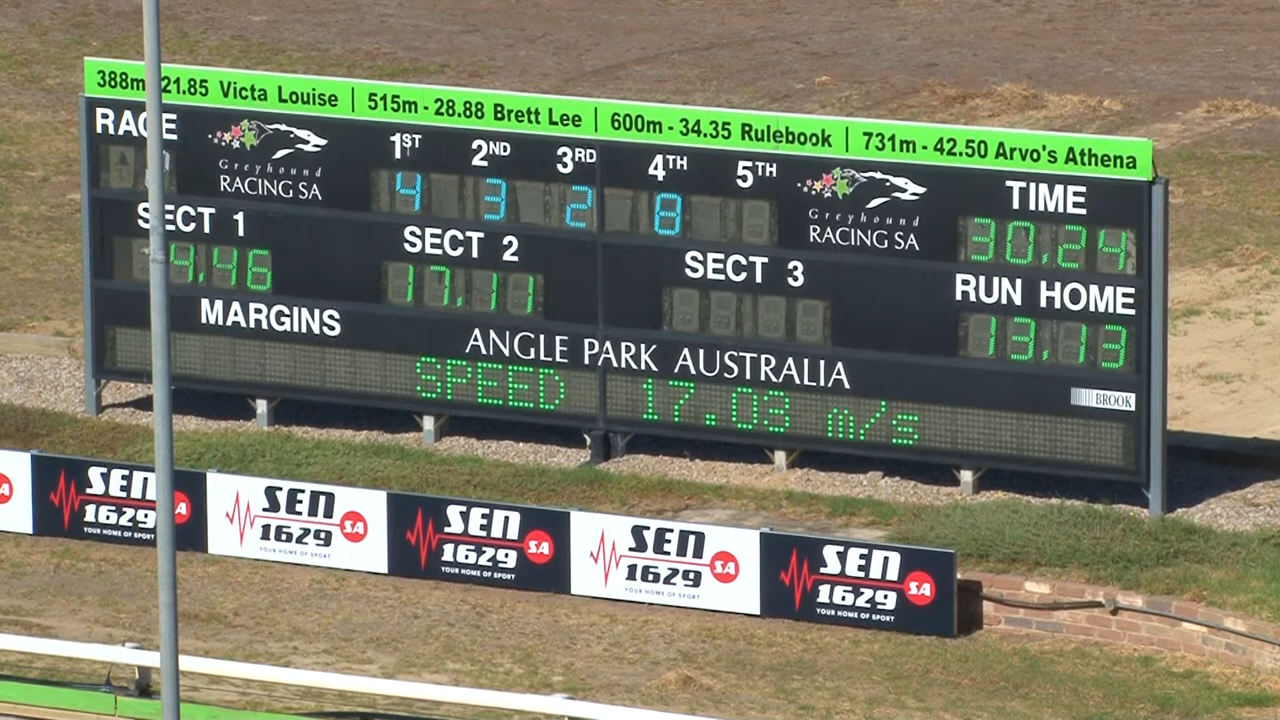 388m 21.85 Victa Louise | 515m - 28.88 Brett Lee | 600m - 34.35 Rulebook | 731m - 42.50 Arvo's Athena
RACE
Greyhound
RACING SA
1ST 2ND 3RD 4TH 5TH
4 3 2 8
Greyhound
RACING SA
TIME
30.24
SECT 1
4.46
SECT 2
17.11
SECT 3
RUN HOME
13.13
MARGINS
ANGLE PARK AUSTRALIA
BROOK
SPEED 17.03 m/s
SEN
1629 SA
YOUR HOME OF SPORT
SEN
1629 SA
YOUR HOME OF SPORT
SEN
1629 SA
YOUR HOME OF SPORT
SEN
1629 SA
YOUR HOME OF SPORT
SEN
1629 SA
YOUR HOME OF SPORT